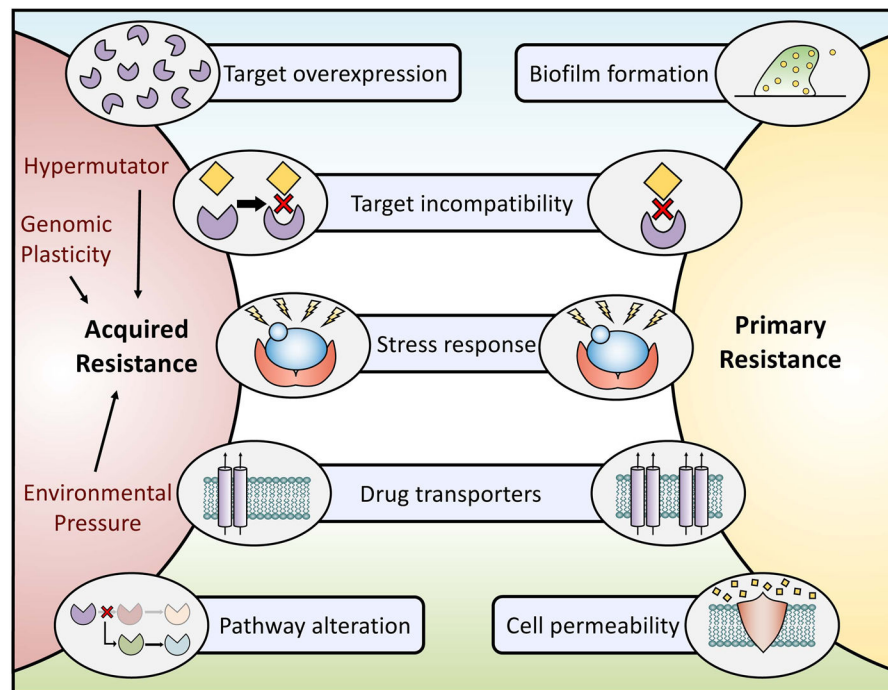 Target overexpression
Biofilm formation
Hypermutator
Target incompatibility
Genomic
Plasticity
Acquired
Resistance
Stress response
Primary
Resistance
Environmental
Pressure
Drug transporters
Pathway alteration
Cell permeability